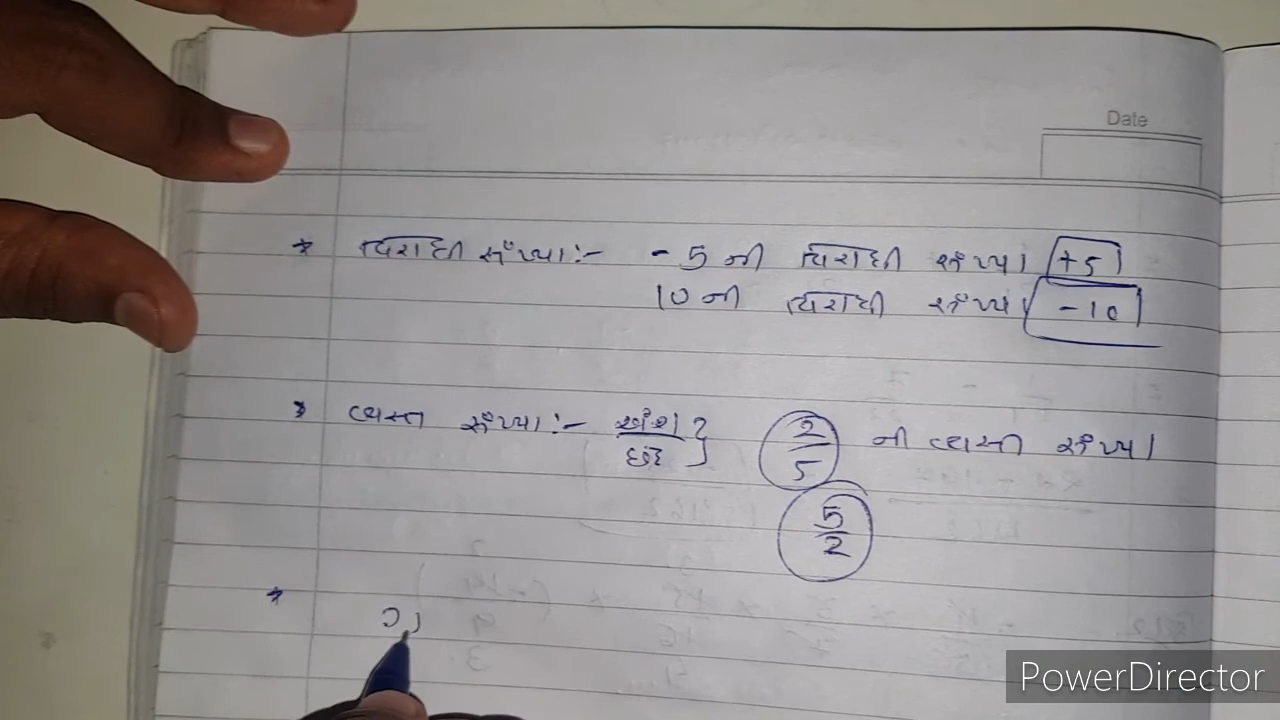 Date
* વિરોધી સંખ્યા :- -5 ની વિરોધી સંખ્યા +5
10 ની વિરોધી સંખ્યા -10
* વ્યસ્ત સંખ્યા :- અંશ/છેદ } 2/5 ની વ્યસ્ત સંખ્યા
5/2
*
PowerDirector